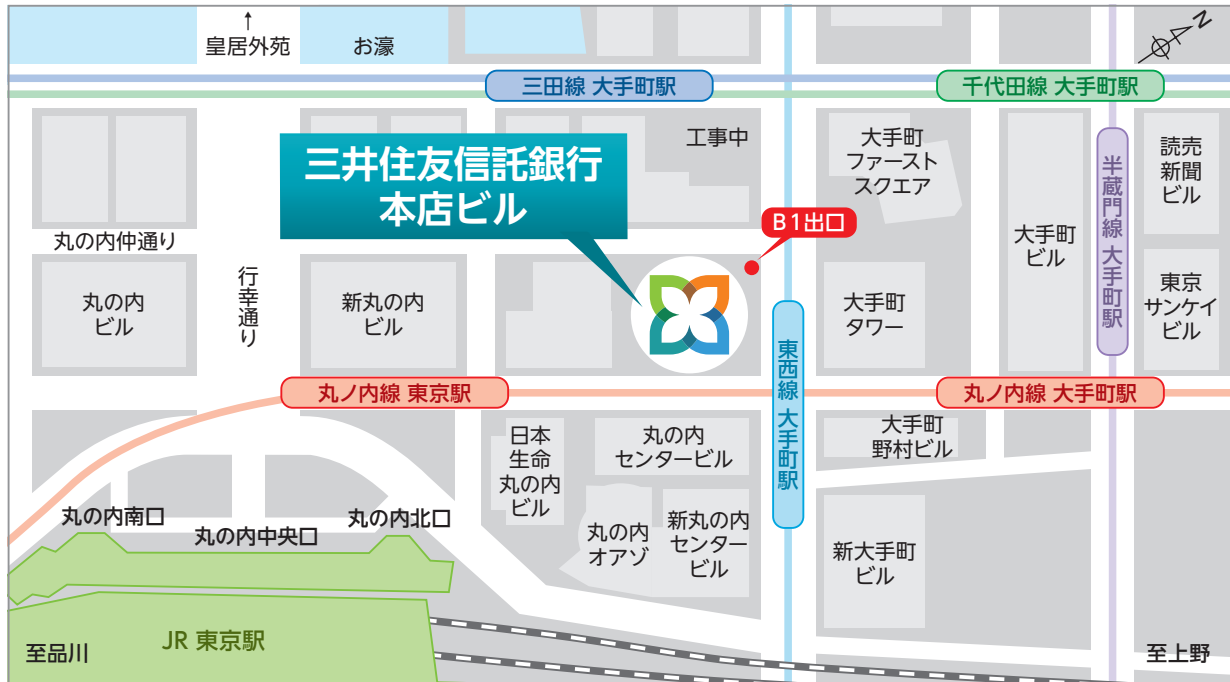 皇居外苑
お濠
N
三田線 大手町駅
千代田線 大手町駅
三井住友信託銀行
本店ビル
工事中
大手町
ファースト
スクエア
大手町
ビル
半蔵門線 大手町駅
読売
新聞
ビル
B1出口
丸の内仲通り
行幸通り
丸の内
ビル
新丸の内
ビル
大手町
タワー
東京
サンケイ
ビル
東西線 大手町駅
丸ノ内線 東京駅
丸ノ内線 大手町駅
日本
生命
丸の内
ビル
丸の内
センタービル
大手町
野村ビル
丸の内南口
丸の内中央口
丸の内北口
丸の内
オアゾ
新丸の内
センター
ビル
新大手町
ビル
JR 東京駅
至品川
至上野